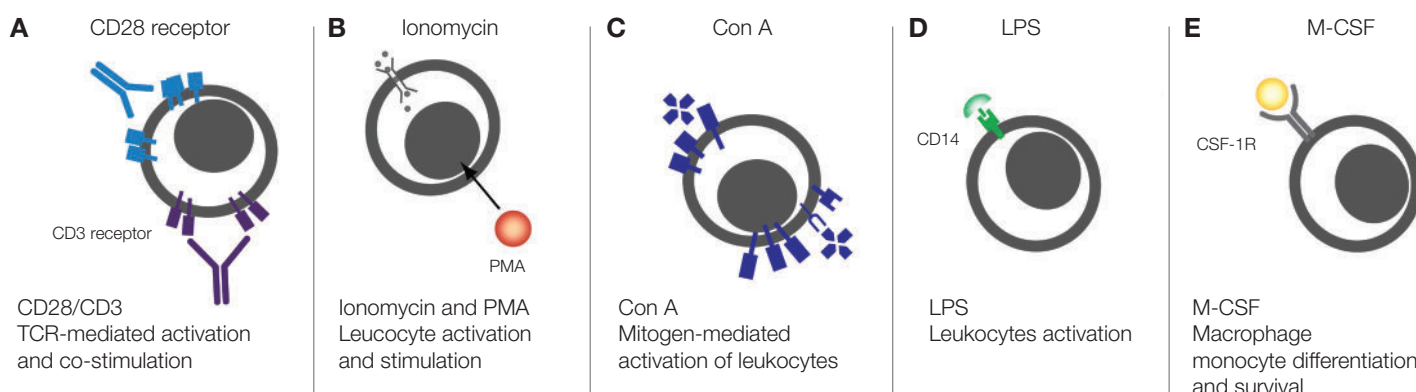 A CD28 receptor
CD3 receptor
CD28/CD3
TCR-mediated activation
and co-stimulation
B Ionomycin
PMA
Ionomycin and PMA
Leucocyte activation
and stimulation
C Con A
Con A
Mitogen-mediated
activation of leukocytes
D LPS
CD14
LPS
Leukocytes activation
E M-CSF
CSF-1R
M-CSF
Macrophage
monocyte differentiation
and survival